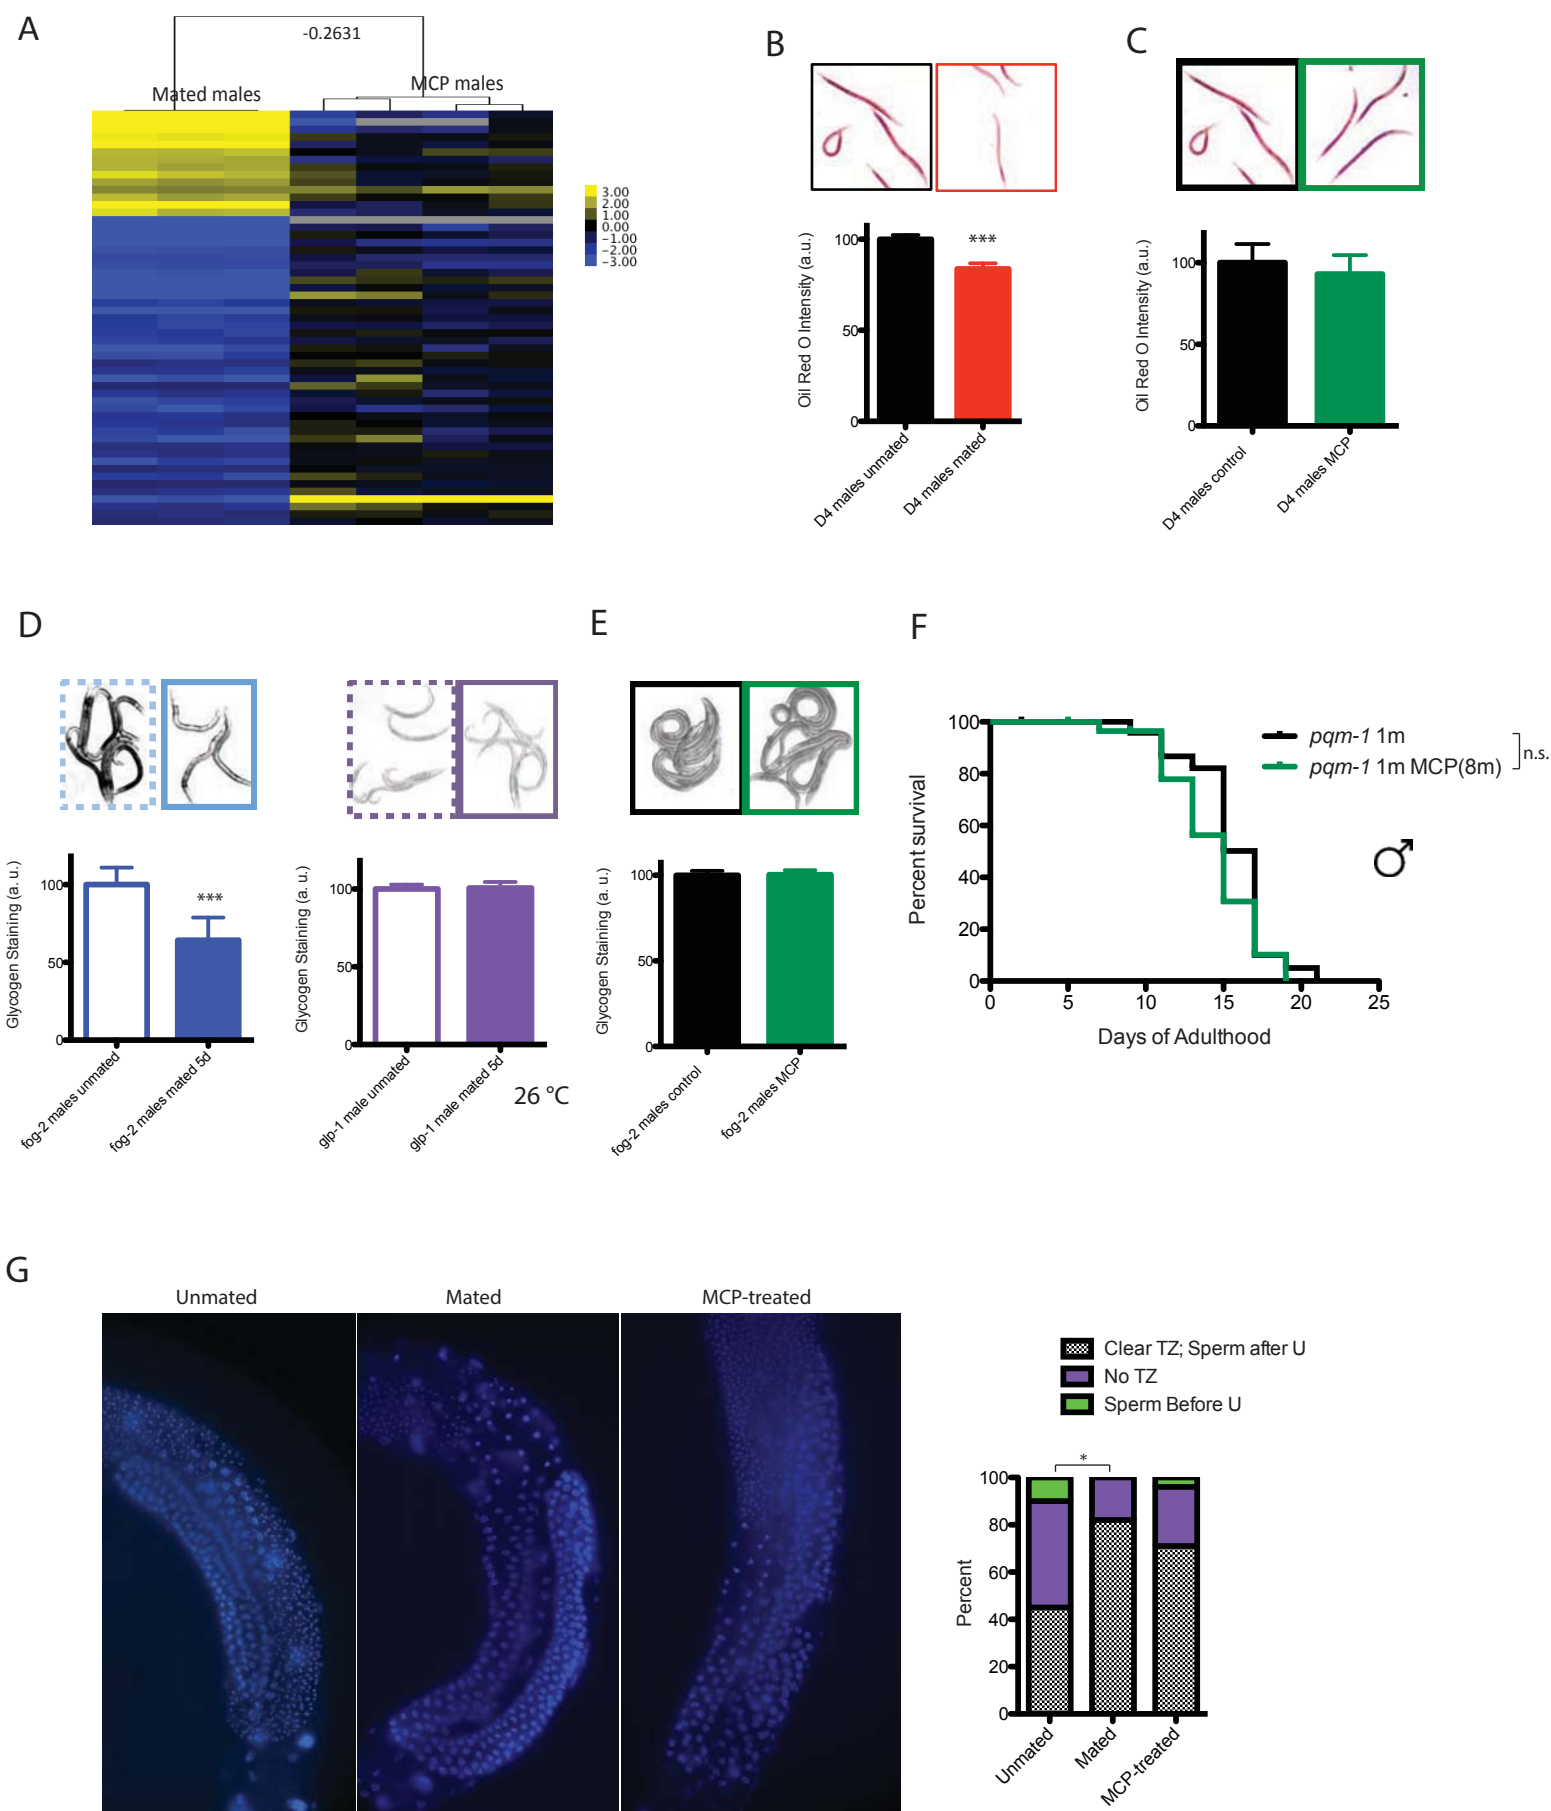 A
-0.2631
Mated males
MCP males
3.00
2.00
1.00
0.00
-1.00
-2.00
-3.00
B
Oil Red O Intensity (a.u.)
100
50
0
***
D4 males unmated
D4 males mated
C
Oil Red O Intensity (a.u.)
100
50
0
D4 males control
D4 males MCP
D
Glycogen Staining (a. u.)
100
50
0
***
fog-2 males unmated
fog-2 males mated 5d
Glycogen Staining (a. u.)
100
50
0
glp-1 male unmated
glp-1 male mated 5d
26 °C
E
Glycogen Staining (a. u.)
100
50
0
fog-2 males control
fog-2 males MCP
F
Percent survival
100
80
60
40
20
0
0 5 10 15 20 25
Days of Adulthood
pqm-1 1m
pqm-1 1m MCP(8m)
n.s.
♂
G
Unmated
Mated
MCP-treated
Clear TZ; Sperm after U
No TZ
Sperm Before U
*
Percent
100
80
60
40
20
0
Unmated
Mated
MCP-treated